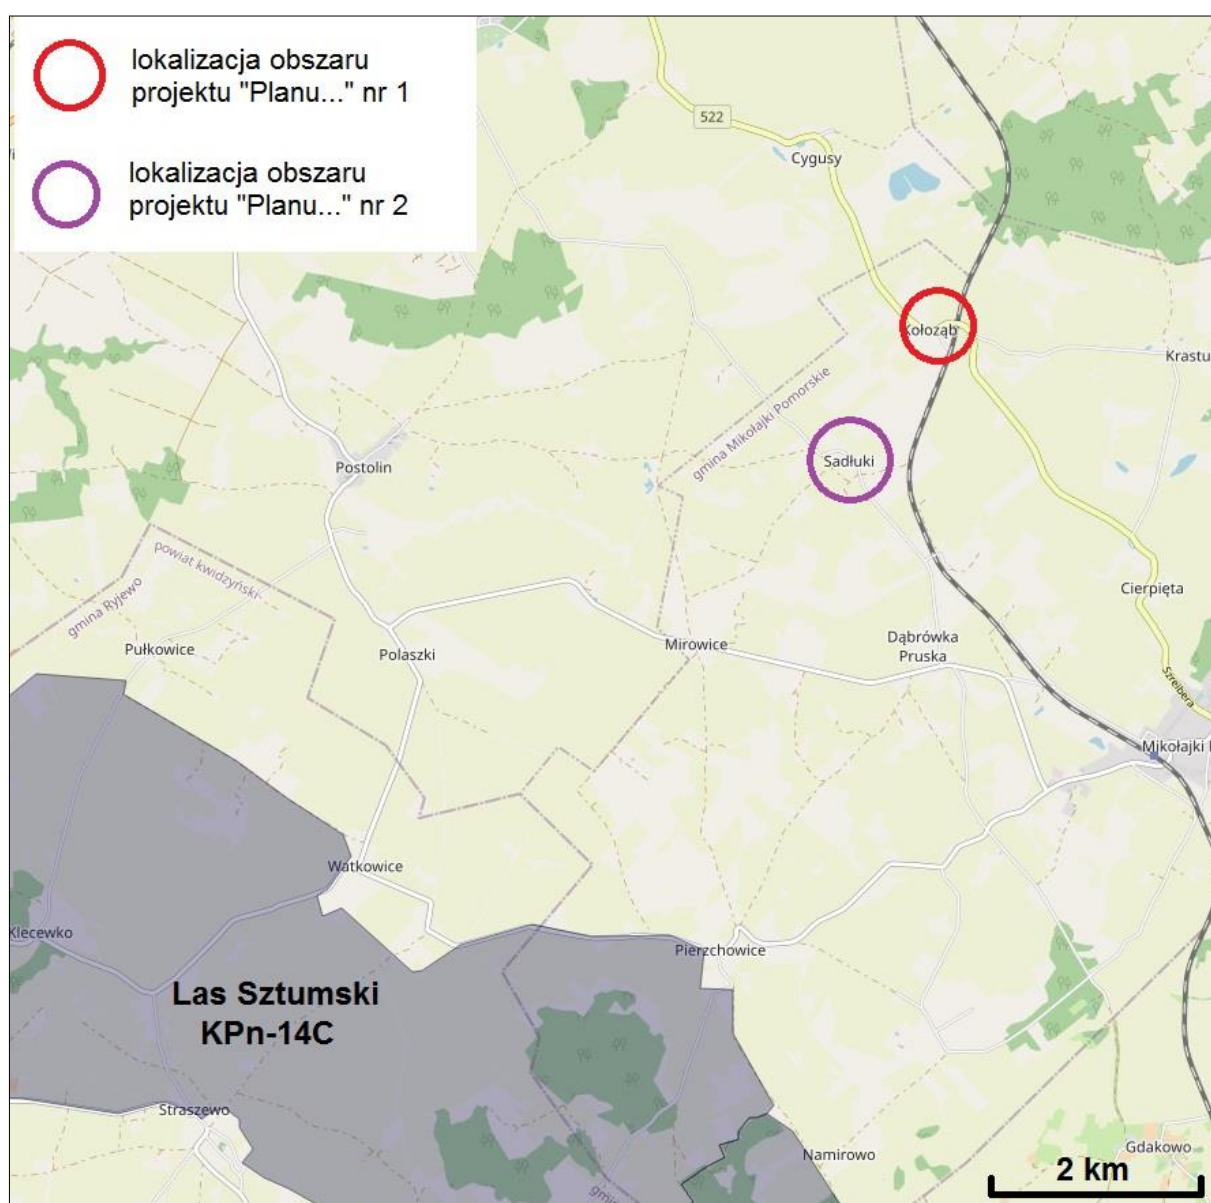 lokalizacja obszaru
projektu "Planu..." nr 1
lokalizacja obszaru
projektu "Planu..." nr 2
522
Cygusy
Kołoząb
Krastu
gmina Mikołajki Pomorskie
Postolin
Sadłuki
powiat kwidzyński
gmina Ryjewo
Cierpięta
Pułkowice
Polaszki
Mirowice
Dąbrówka
Pruska
Szreibera
Mikołajki
Watkowice
Klecewko
Pierzchowice
Las Sztumski
KPn-14C
Straszewo
Namirowo
Gdakowo
2 km